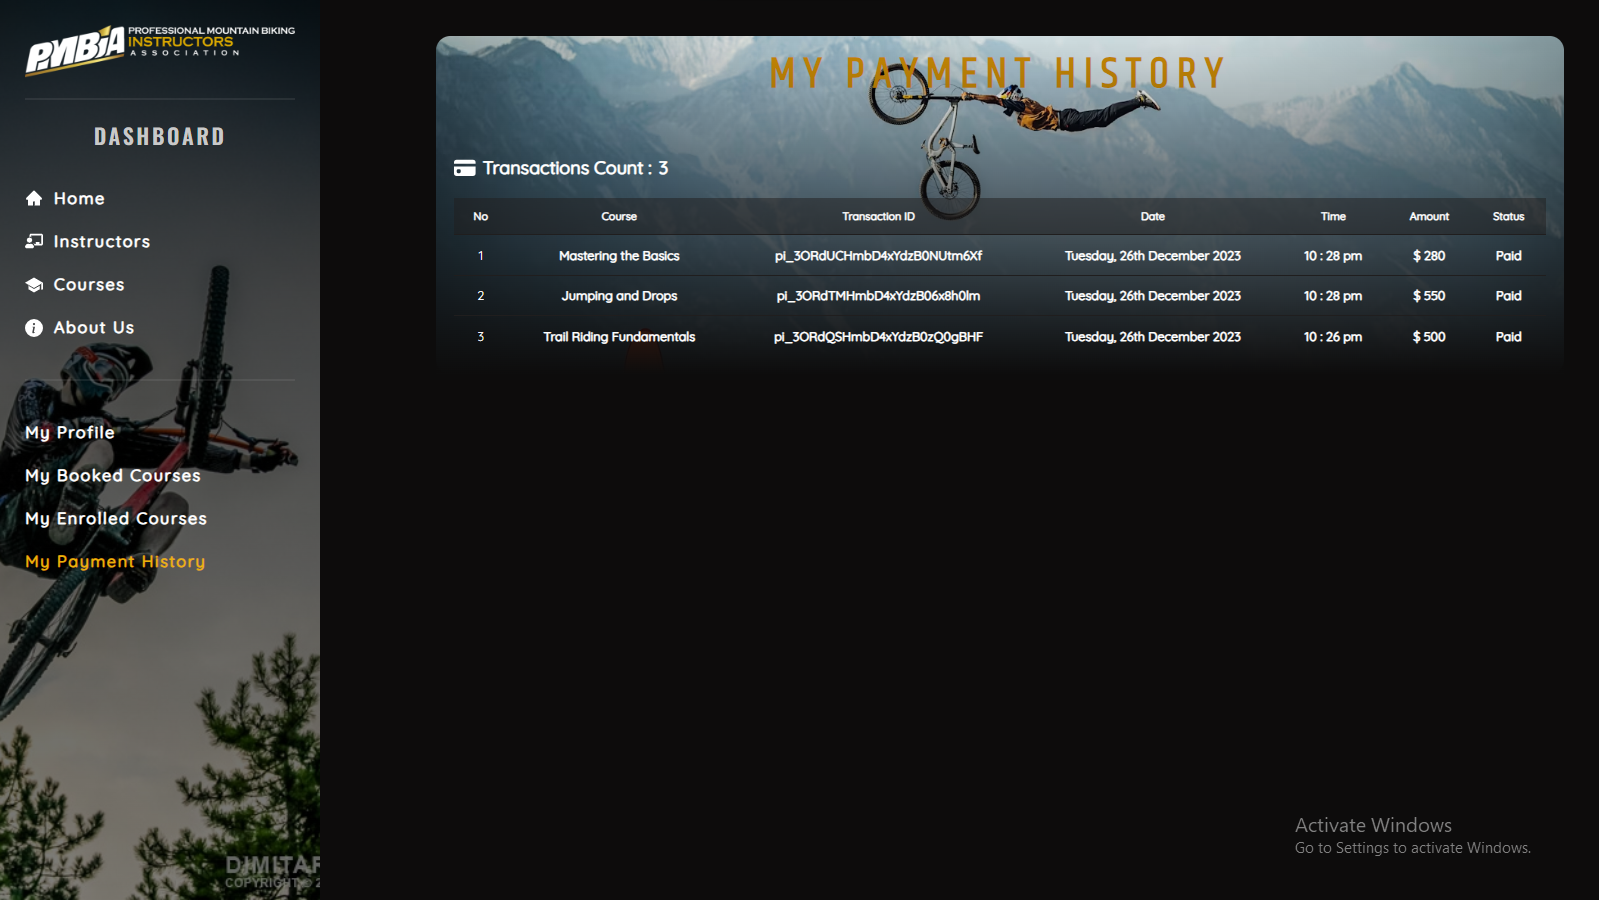 PMBIA
PROFESSIONAL MOUNTAIN BIKING
INSTRUCTORS
ASSOCIATION
DASHBOARD
Home
Instructors
Courses
About Us
My Profile
My Booked Courses
My Enrolled Courses
My Payment History
DIMITAR
COPYRIGHT © 2
MY PAYMENT HISTORY
Transactions Count : 3
No Course Transaction ID Date Time Amount Status
1 Mastering the Basics pi_3ORdUCHmbD4xYdzB0NUtm6Xf Tuesday, 26th December 2023 10 : 28 pm $ 280 Paid
2 Jumping and Drops pi_3ORdTMHmbD4xYdzB06x8h0lm Tuesday, 26th December 2023 10 : 28 pm $ 550 Paid
3 Trail Riding Fundamentals pi_3ORdQSHmbD4xYdzB0zQ0gBHF Tuesday, 26th December 2023 10 : 26 pm $ 500 Paid
Activate Windows
Go to Settings to activate Windows.